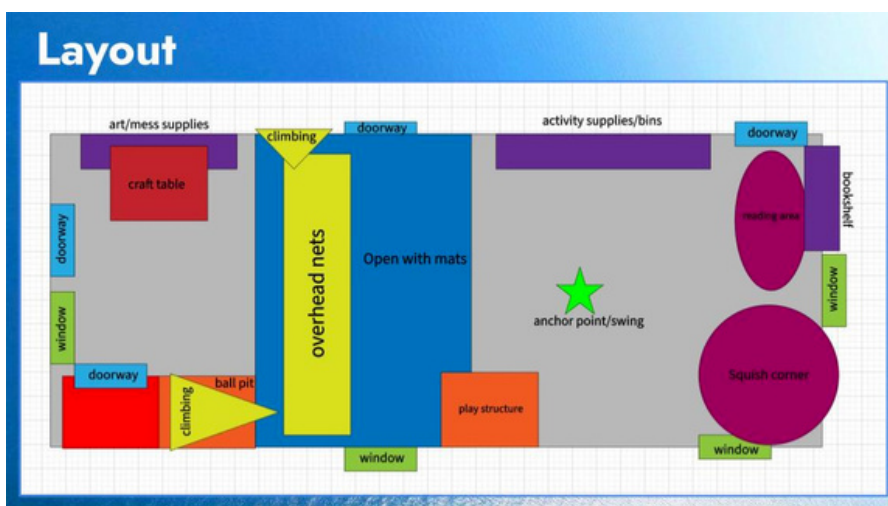 Layout
art/mess supplies
climbing
doorway
activity supplies/bins
doorway
craft table
bookshelf
reading area
doorway
overhead nets
Open with mats
window
anchor point/swing
window
doorway
ball pit
climbing
play structure
Squish corner
window
window